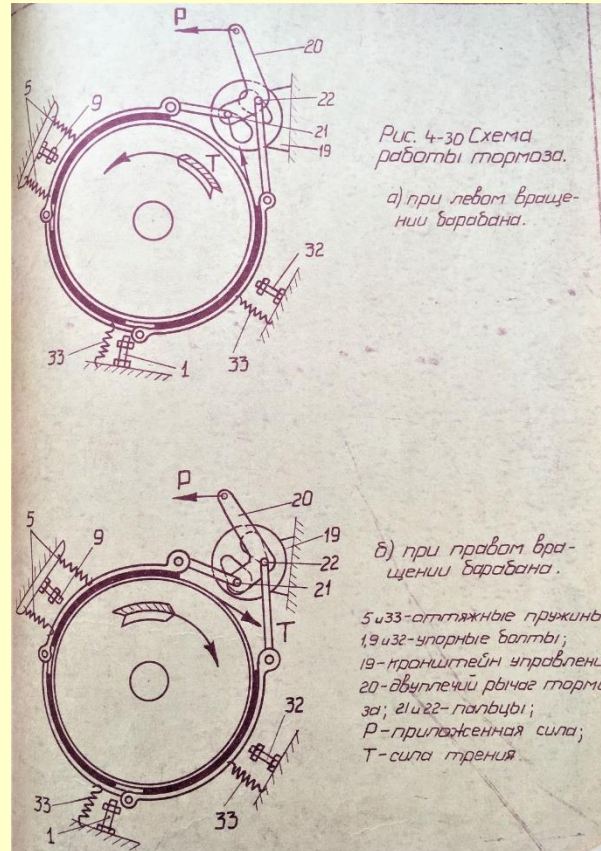 P
20
5
9
22
21
19
T
32
33
33
1
Рис. 4-30 Схема
работы тормоза.
а) при левом враще-
нии барабана.
P
20
5
9
19
22
21
T
32
33
33
1
б) при правом вра-
щении барабана.
5 и 33-оттяжные пружины
1,9 и 32-упорные болты;
19-кронштейн управлени
20-двуплечий рычаг торма
за; 21 и 22-пальцы;
P-приложенная сила;
T-сила трения.